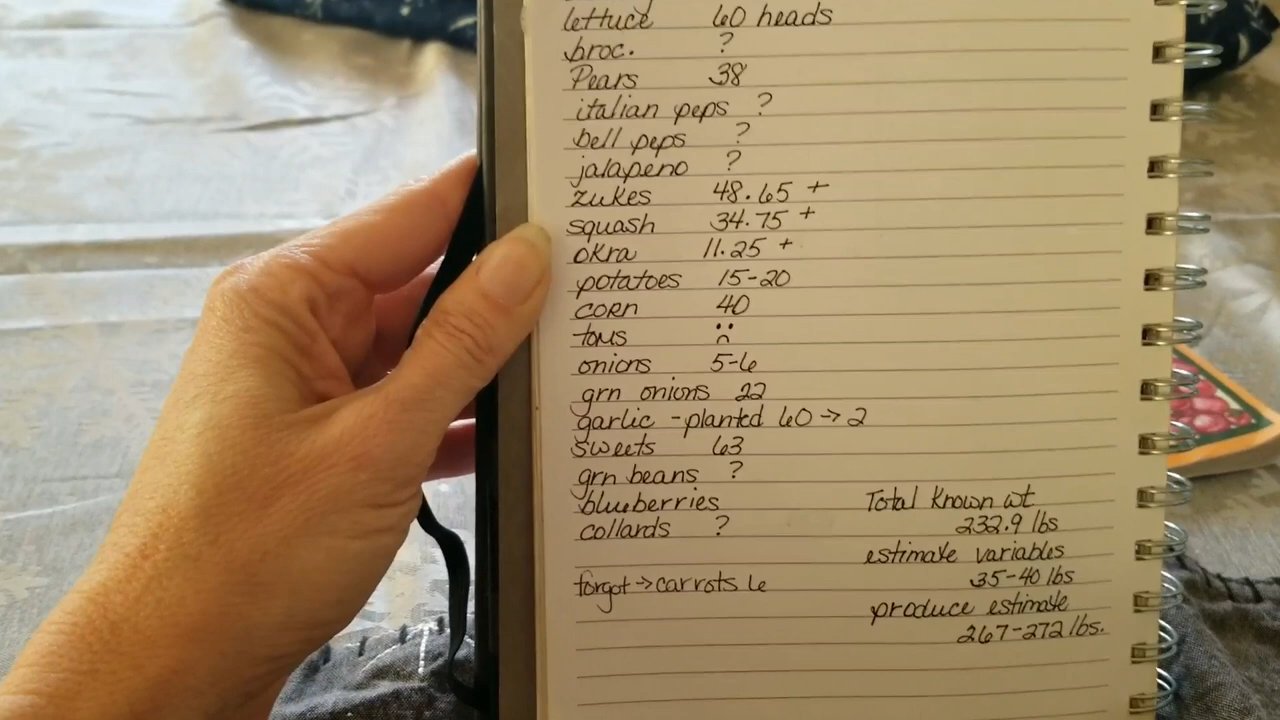 lettuce 60 heads
broc. ?
Pears 38
italian peps ?
bell peps ?
jalapeno ?
zukes 48.65 +
squash 34.75 +
okra 11.25 +
potatoes 15-20
corn 40
toms :(
onions 5-6
grn onions 22
garlic - planted 60 → 2
sweets 63
grn beans ?
blueberries
collards ?
forgot → carrots 6
Total Known wt
232.9 lbs
estimate variables
35-40 lbs
produce estimate
267-272 lbs.